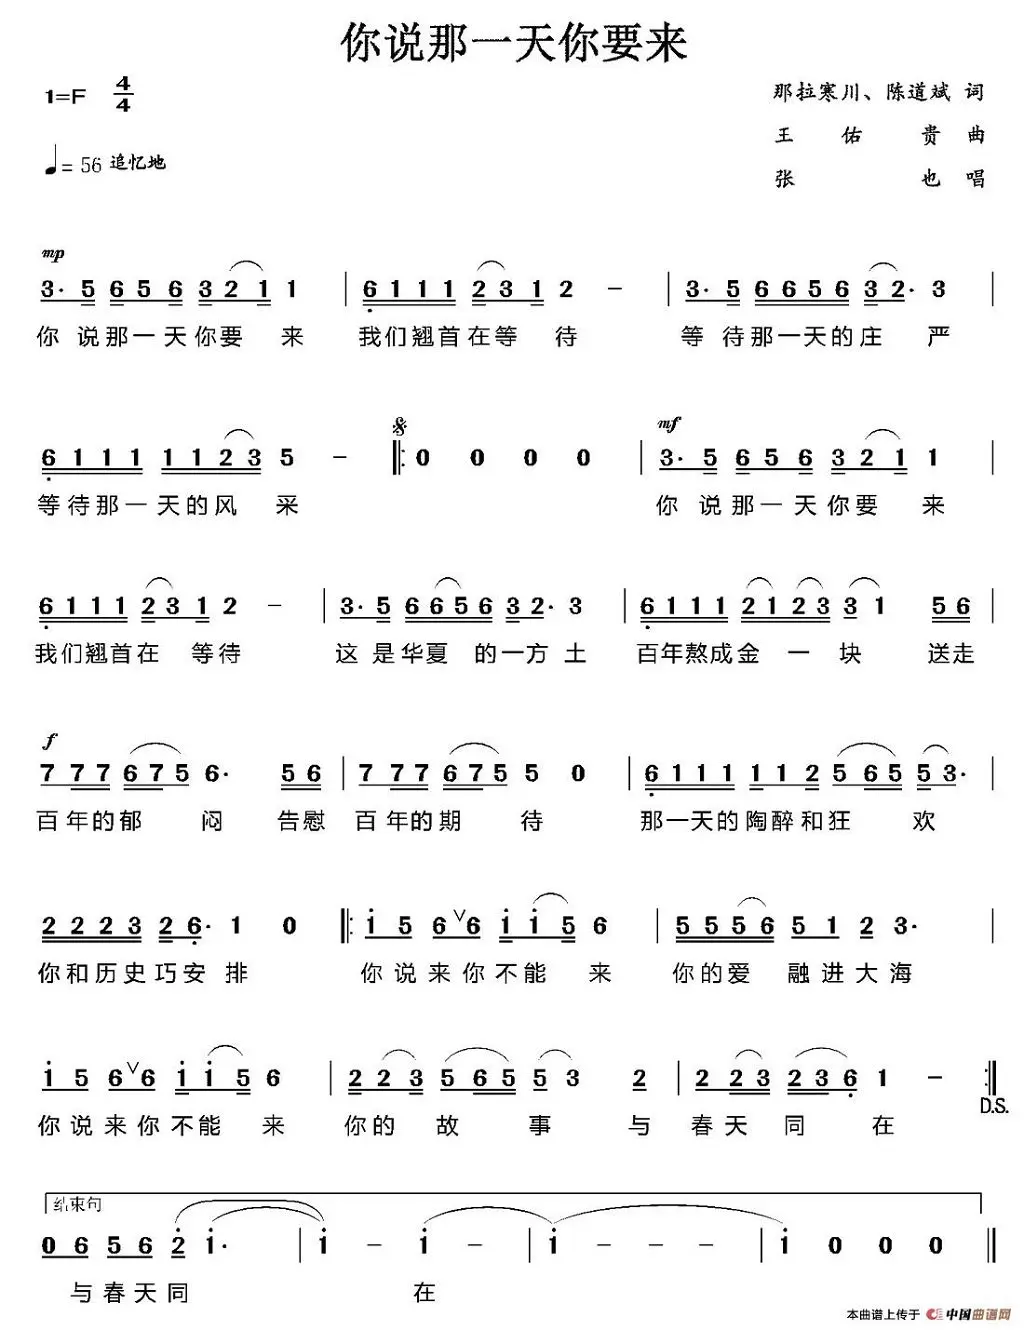 你说那一天你要来
1=F 4/4
那拉寒川、陈道斌 词
王佑贵 曲
♩= 56 追忆地
张也 唱
mp
3· 5 6 5 6 3 2 1 1 | 6 1 1 1 2 3 1 2 - | 3· 5 6 6 5 6 3 2· 3 |
你 说那一天你要 来 我们翘首在等 待 等 待那一天的庄 严
mf
6 1 1 1 1 1 2 3 5 - |: 0 0 0 0 | 3· 5 6 5 6 3 2 1 1 |
等待那一天的风 采 你 说那一天你要 来
6 1 1 1 2 3 1 2 - | 3· 5 6 6 5 6 3 2· 3 | 6 1 1 1 2 1 2 3 3 1 5 6 |
我们翘首在 等待 这 是华夏 的一方 土 百年熬成金 一 块 送走
f
7 7 7 6 7 5 6· 5 6 | 7 7 7 6 7 5 5 0 | 6 1 1 1 1 1 2 5 6 5 5 3· |
百年的郁 闷 告慰 百年的期 待 那一天的陶醉和狂 欢
2 2 2 3 2 6· 1 0 |: i 5 6 ∨ 6 i i 5 6 | 5 5 5 6 5 1 2 3· |
你和历史巧安 排 你说来你不能 来 你的爱 融进大海
i 5 6 ∨ 6 i i 5 6 | 2 2 3 5 6 5 5 3 2 | 2 2 3 2 3 6 1 - :|
D.S.
你说来你不能 来 你的 故 事 与 春天 同 在
结束句
0 6 5 6 2 i· | i - i - | i - - - | i 0 0 0 ‖
与春天同 在
本曲谱上传于 中国曲谱网